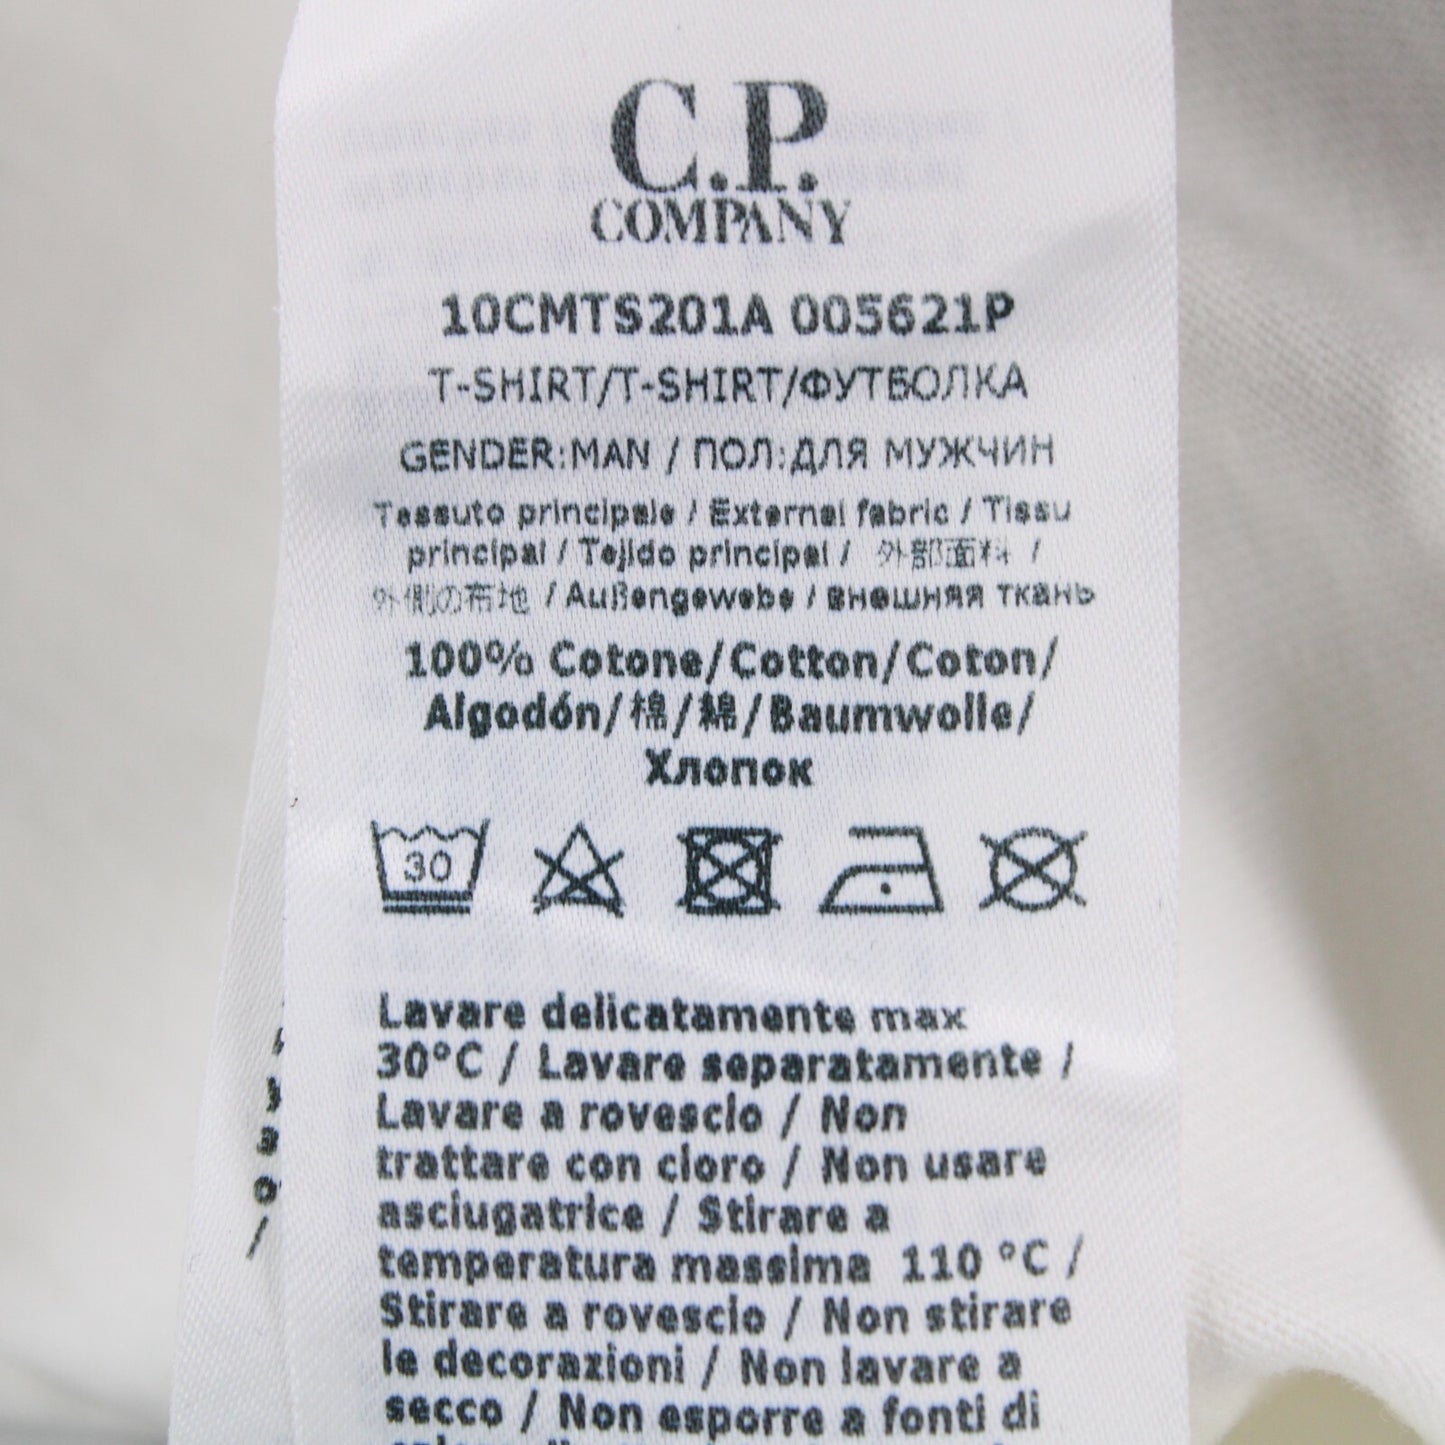 C.P.
COMPANY
10CMTS201A 005621P
T-SHIRT/T-SHIRT/ФУТБОЛКА
GENDER:MAN / ПОЛ:ДЛЯ МУЖЧИН
Tessuto principale / External fabric / Tissu
principal / Tejido principal / 外部面料 /
外側の布地 / Außengewebe / внешняя ткань
100% Cotone/Cotton/Coton/
Algodón/棉/綿/Baumwolle/
Хлопок
30
Lavare delicatamente max
30°C / Lavare separatamente /
Lavare a rovescio / Non
trattare con cloro / Non usare
asciugatrice / Stirare a
temperatura massima 110 °C /
Stirare a rovescio / Non stirare
le decorazioni / Non lavare a
secco / Non esporre a fonti di